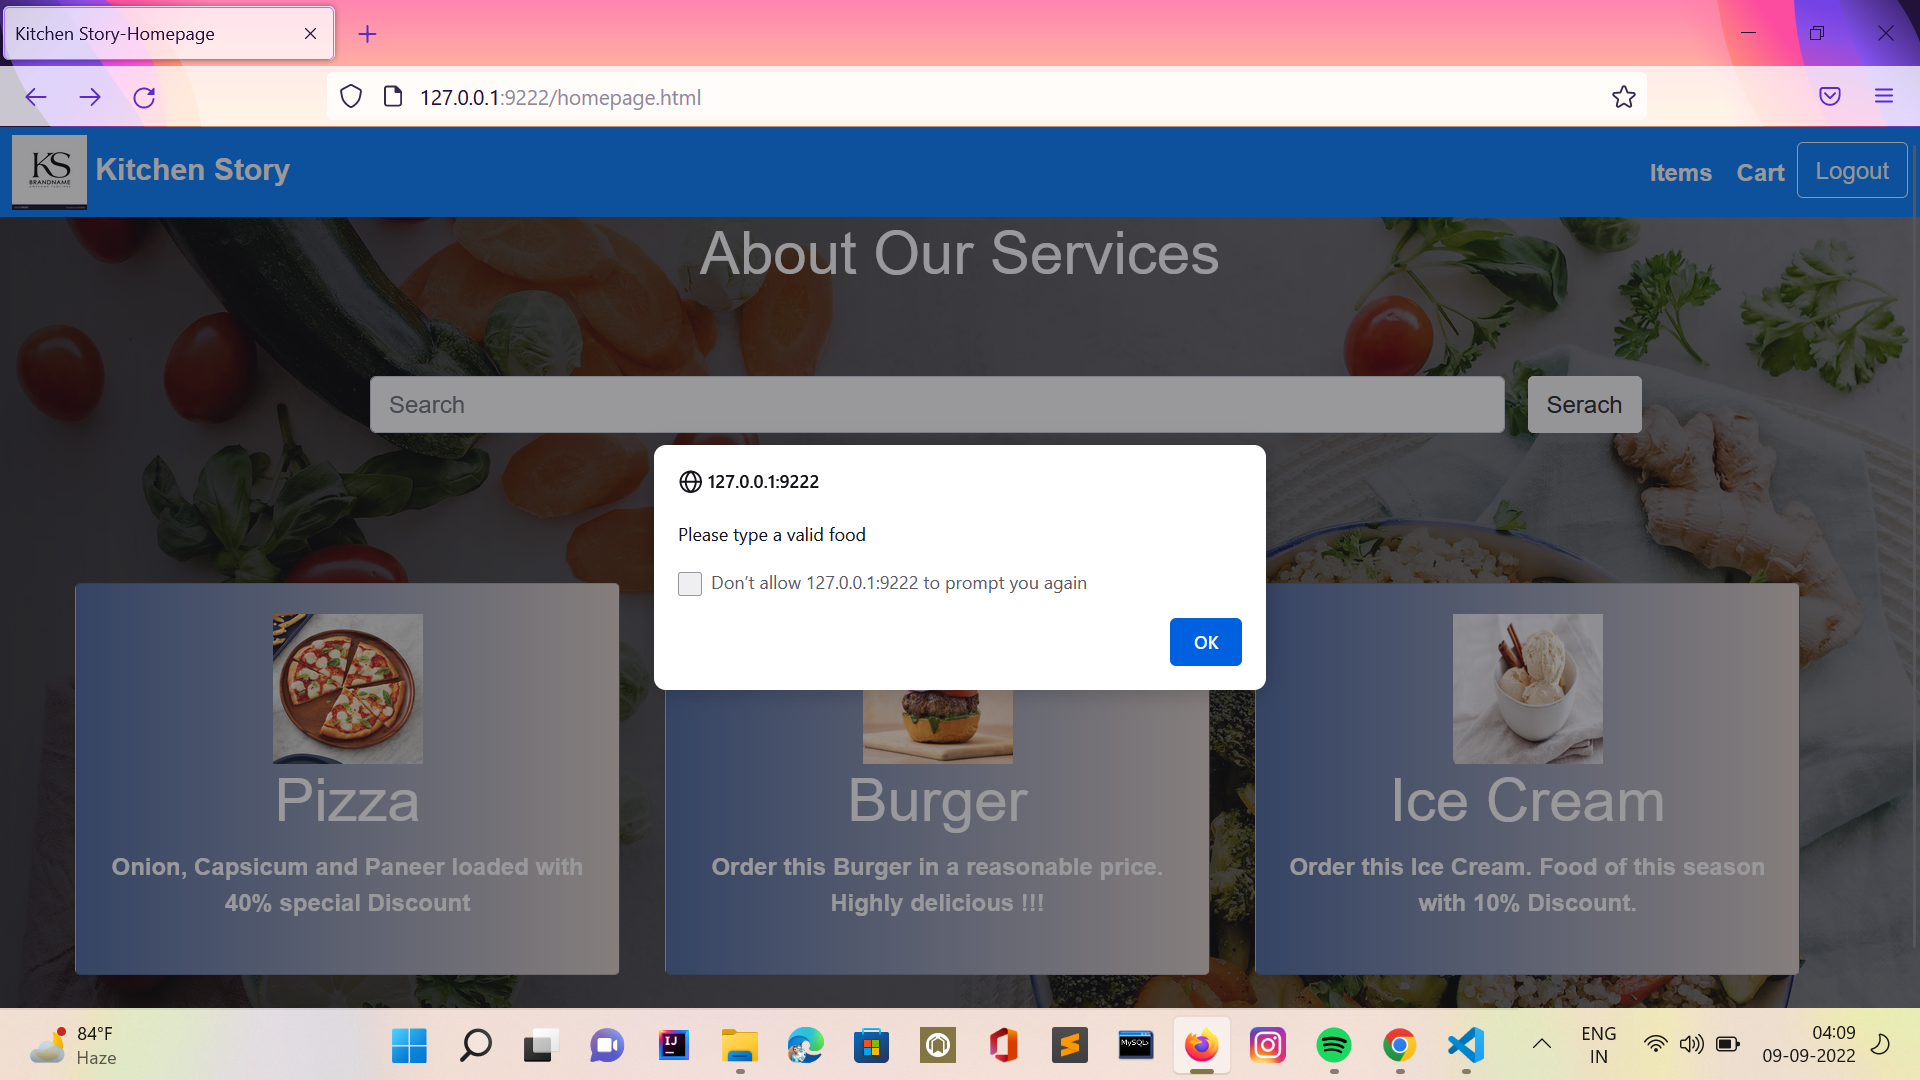 Kitchen Story-Homepage
127.0.0.1:9222/homepage.html
KS
BRANDNAME
Kitchen Story
Items
Cart
Logout
About Our Services
Search
Serach
127.0.0.1:9222
Please type a valid food
Don’t allow 127.0.0.1:9222 to prompt you again
OK
Pizza
Onion, Capsicum and Paneer loaded with
40% special Discount
Burger
Order this Burger in a reasonable price.
Highly delicious !!!
Ice Cream
Order this Ice Cream. Food of this season
with 10% Discount.
84°F
Haze
IJ
MySQL>
ENG
IN
04:09
09-09-2022